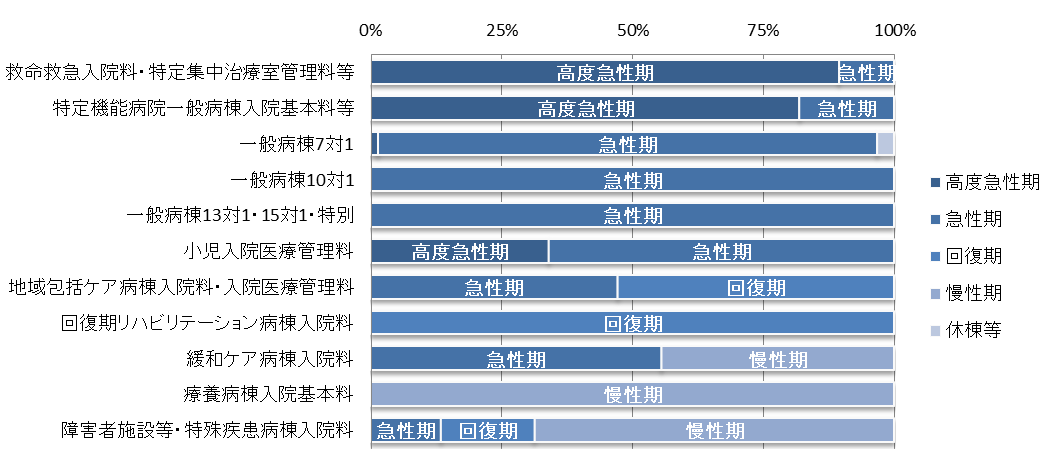 0% 25% 50% 75% 100%
救命救急入院料・特定集中治療室管理料等 高度急性期 急性期
特定機能病院一般病棟入院基本料等 高度急性期 急性期
一般病棟7対1 急性期
一般病棟10対1 急性期
一般病棟13対1・15対1・特別 急性期
小児入院医療管理料 高度急性期 急性期
地域包括ケア病棟入院料・入院医療管理料 急性期 回復期
回復期リハビリテーション病棟入院料 回復期
緩和ケア病棟入院料 急性期 慢性期
療養病棟入院基本料 慢性期
障害者施設等・特殊疾患病棟入院料 急性期 回復期 慢性期
高度急性期
急性期
回復期
慢性期
休棟等